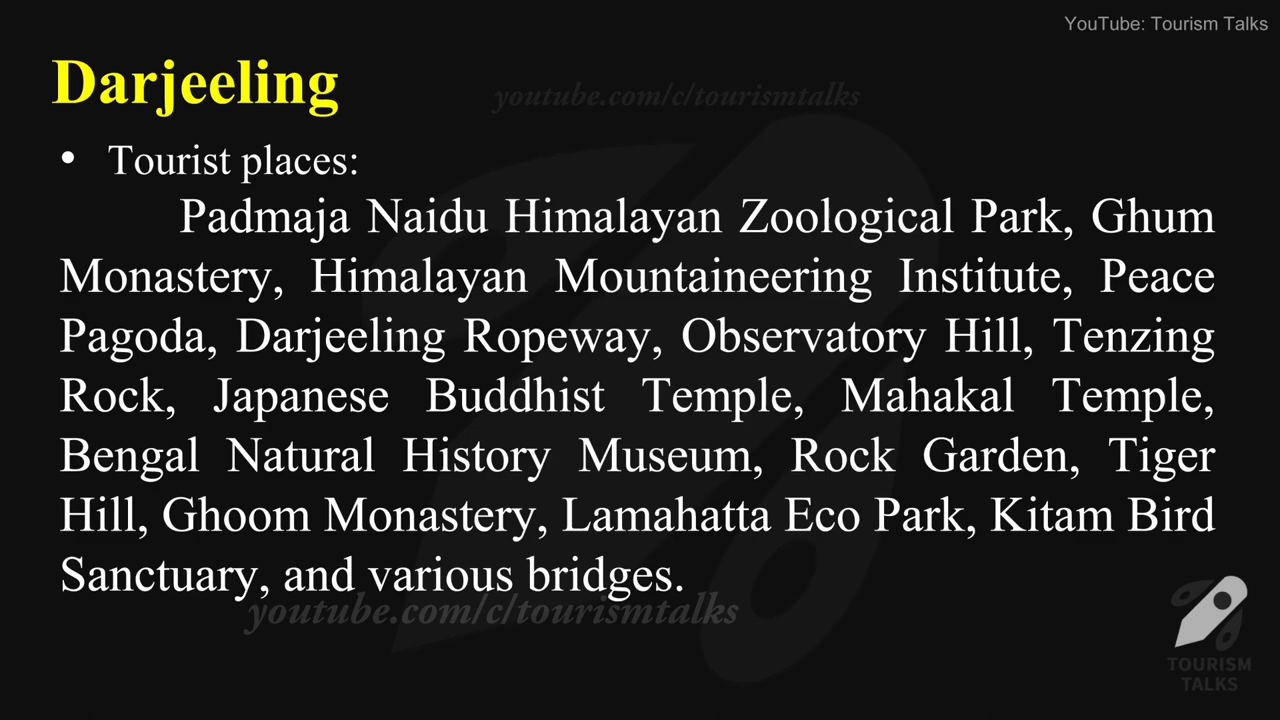 YouTube: Tourism Talks
Darjeeling
youtube.com/c/tourismtalks
• Tourist places:
Padmaja Naidu Himalayan Zoological Park, Ghum
Monastery, Himalayan Mountaineering Institute, Peace
Pagoda, Darjeeling Ropeway, Observatory Hill, Tenzing
Rock, Japanese Buddhist Temple, Mahakal Temple,
Bengal Natural History Museum, Rock Garden, Tiger
Hill, Ghoom Monastery, Lamahatta Eco Park, Kitam Bird
Sanctuary, and various bridges.
youtube.com/c/tourismtalks
TOURISM
TALKS